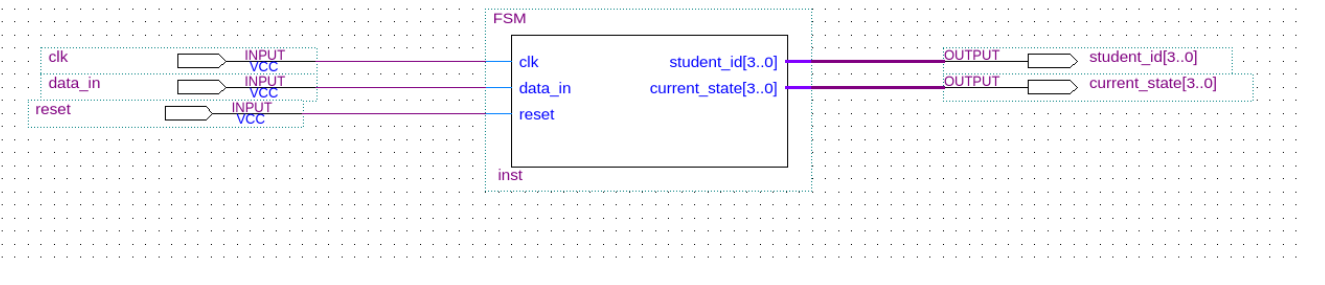 FSM
clk INPUT VCC clk student_id[3..0] OUTPUT student_id[3..0]
data_in INPUT VCC data_in current_state[3..0] OUTPUT current_state[3..0]
reset INPUT VCC reset
inst